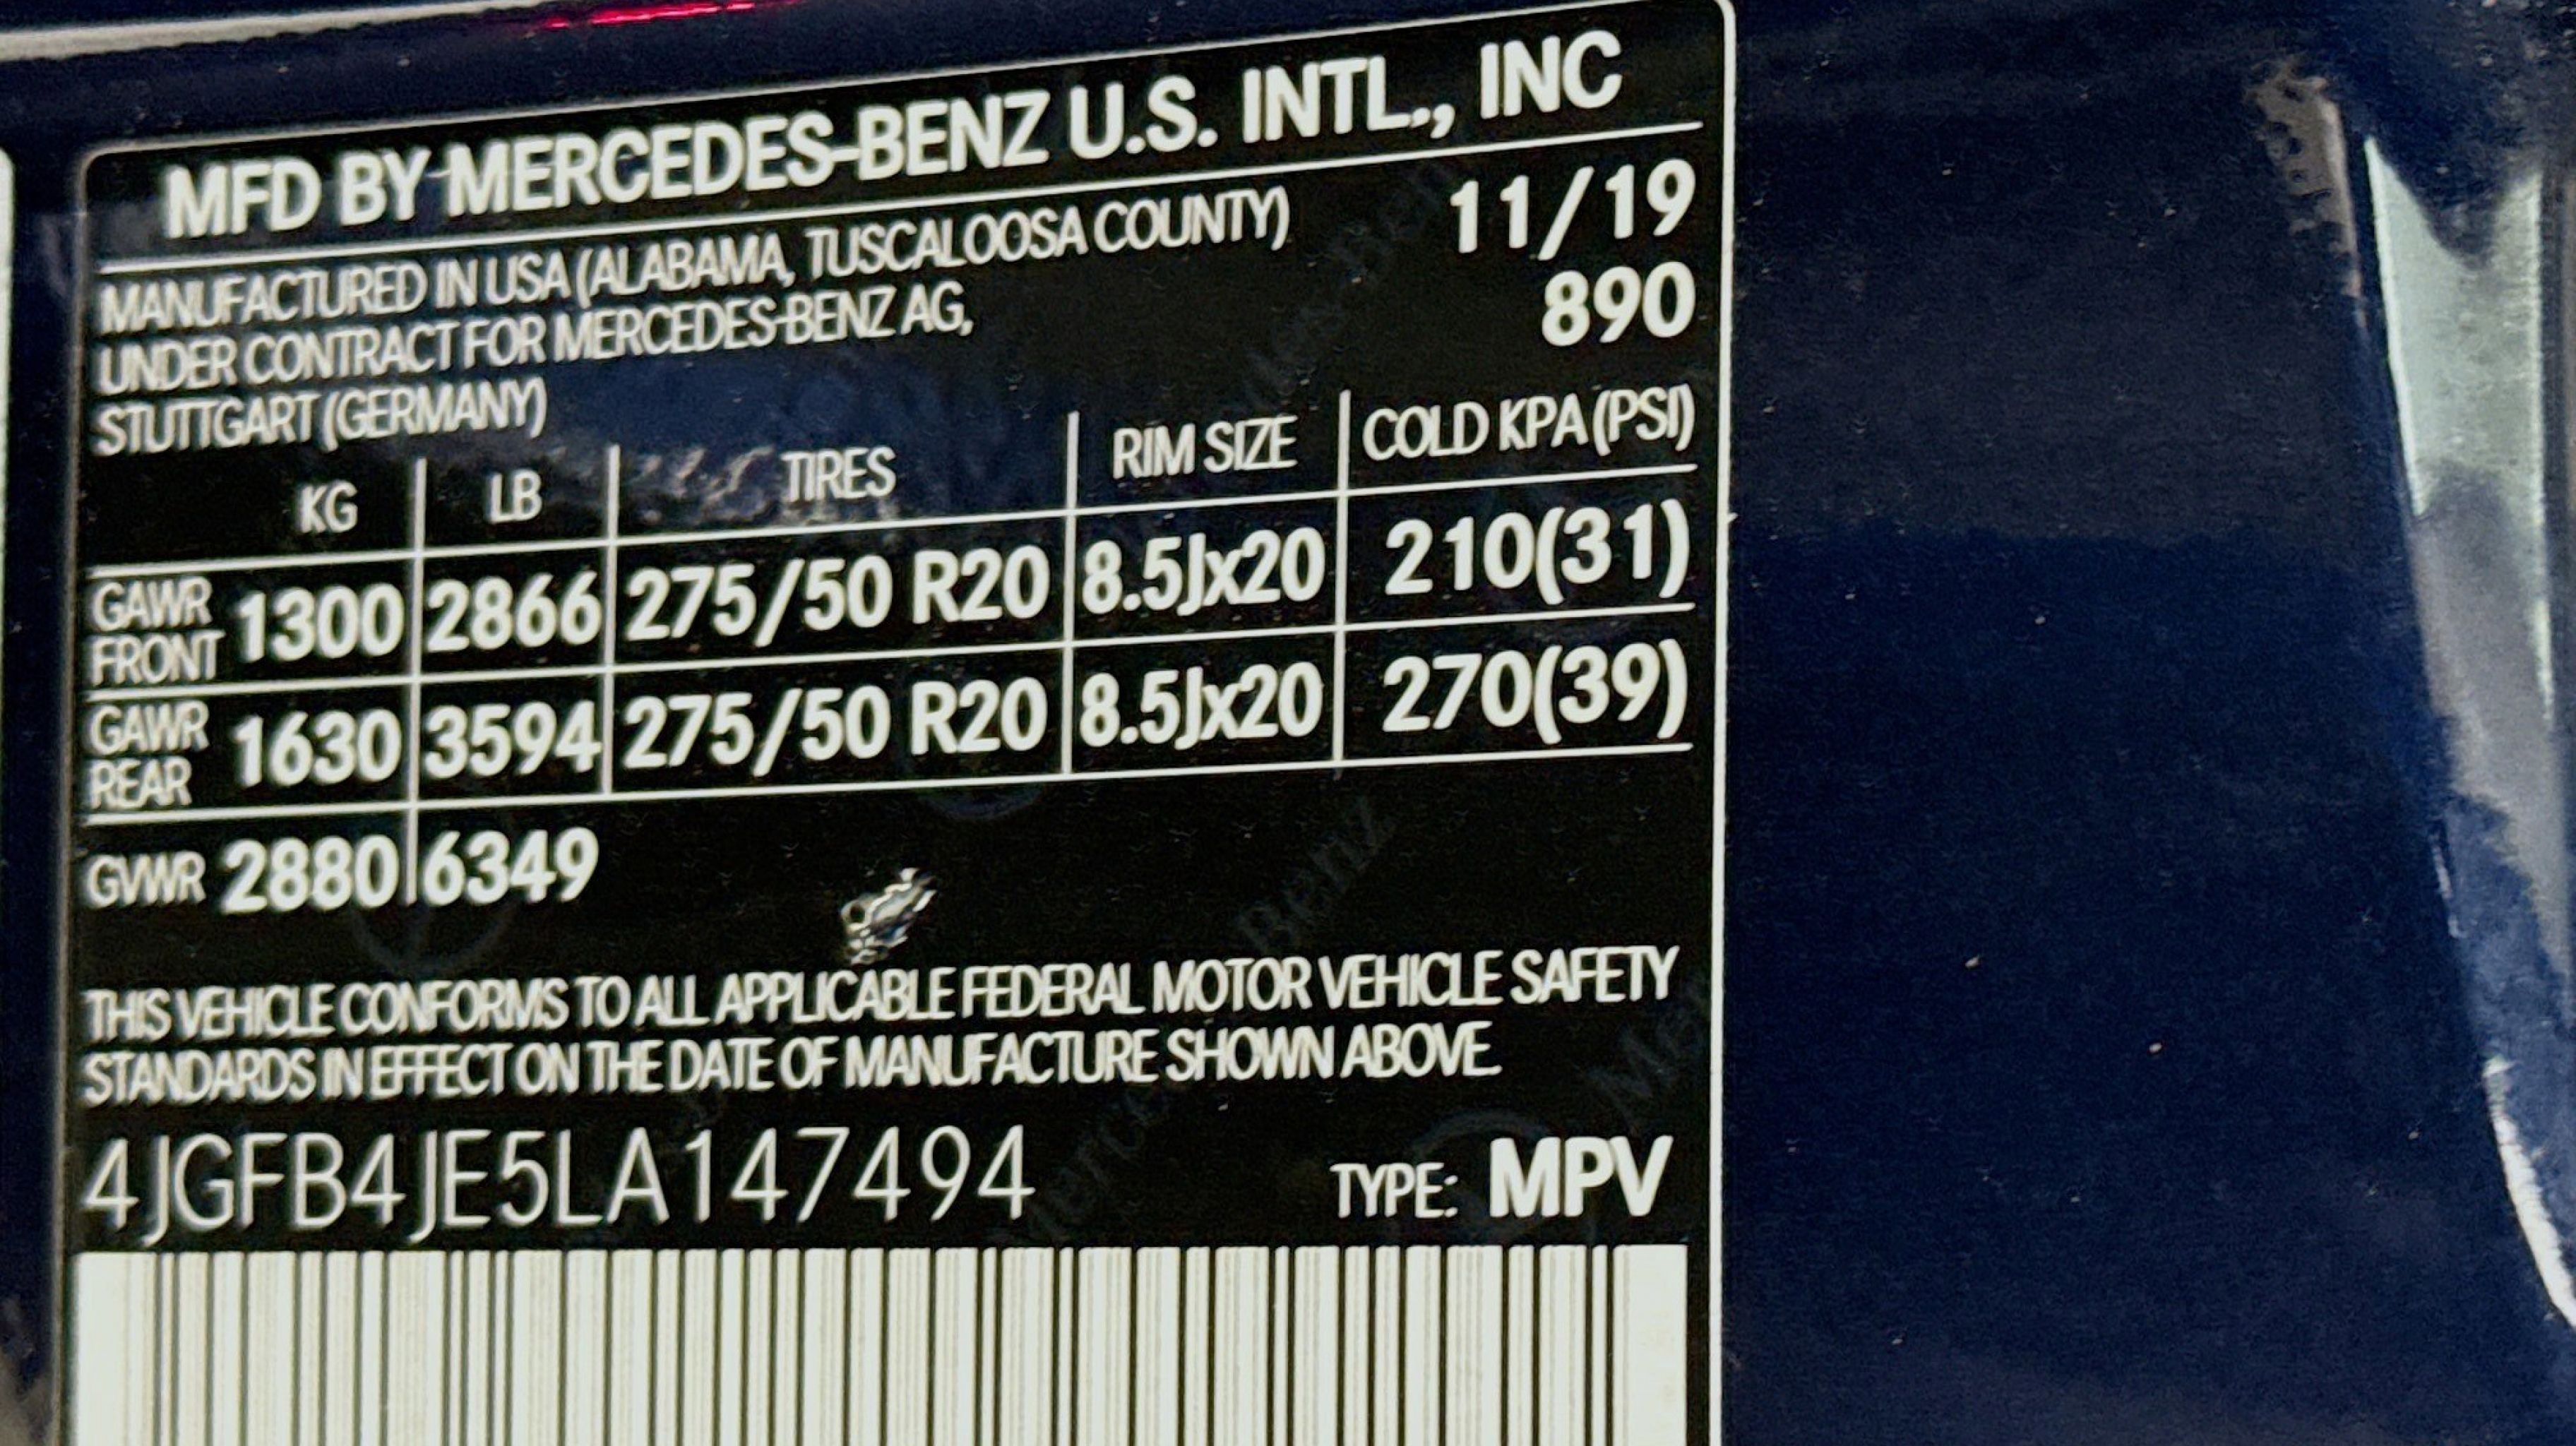 MFD BY MERCEDES-BENZ U.S. INTL., INC
MANUFACTURED IN USA (ALABAMA, TUSCALOOSA COUNTY) 11/19
UNDER CONTRACT FOR MERCEDES-BENZ AG, 890
STUTTGART (GERMANY)
KG LB TIRES RIM SIZE COLD KPA (PSI)
GAWR FRONT 1300 2866 275/50 R20 8.5Jx20 210(31)
GAWR REAR 1630 3594 275/50 R20 8.5Jx20 270(39)
GVWR 2880 6349
THIS VEHICLE CONFORMS TO ALL APPLICABLE FEDERAL MOTOR VEHICLE SAFETY
STANDARDS IN EFFECT ON THE DATE OF MANUFACTURE SHOWN ABOVE.
4JGFB4JE5LA147494 TYPE: MPV